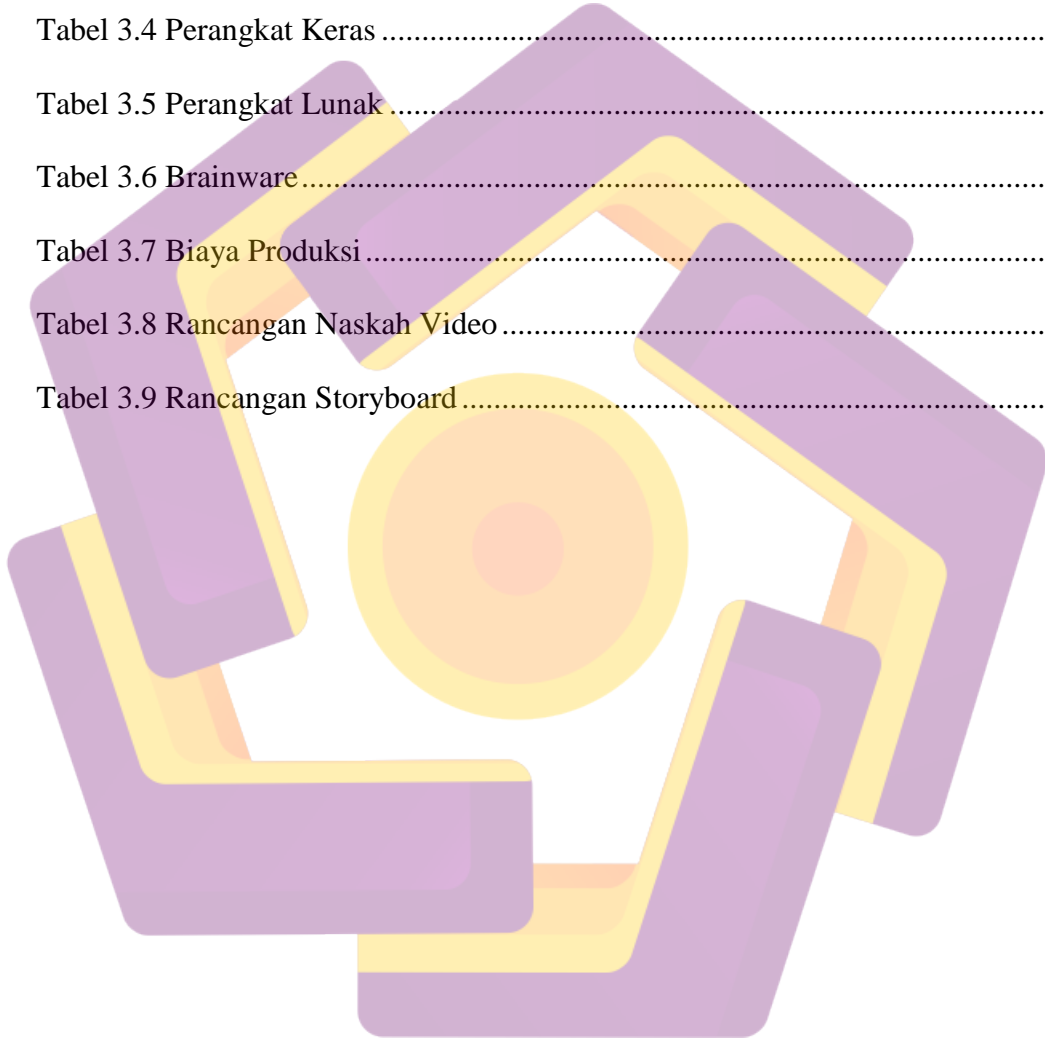 Tabel 3.4 Perangkat Keras ..................................................................................
Tabel 3.5 Perangkat Lunak .................................................................................
Tabel 3.6 Brainware............................................................................................
Tabel 3.7 Biaya Produksi ....................................................................................
Tabel 3.8 Rancangan Naskah Video ...................................................................
Tabel 3.9 Rancangan Storyboard ........................................................................